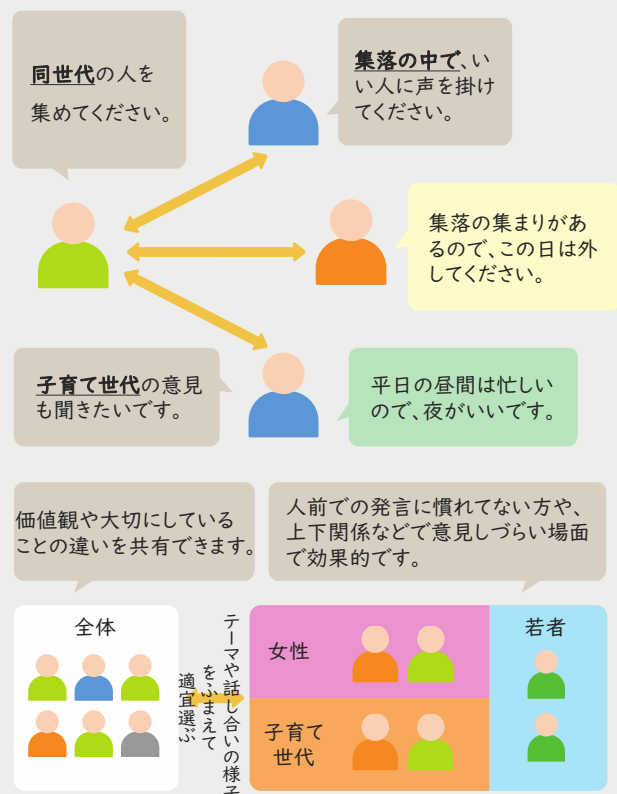 同世代の人を
集めてください。
集落の中で、い
い人に声を掛け
てください。
集落の集まりがあ
るので、この日は外
してください。
子育て世代の意見
も聞きたいです。
平日の昼間は忙しい
ので、夜がいいです。
価値観や大切にしている
ことの違いを共有できます。
人前での発言に慣れてない方や、
上下関係などで意見しづらい場面
で効果的です。
全体
テーマや話し合いの様子
をふまえて
適宜選ぶ
女性
子育て
世代
若者